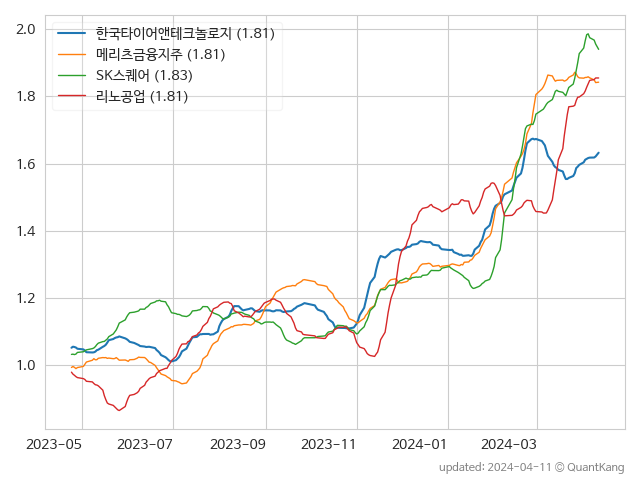 한국타이어앤테크놀로지 (1.81)
메리츠금융지주 (1.81)
SK스퀘어 (1.83)
리노공업 (1.81)
2.0
1.8
1.6
1.4
1.2
1.0
2023-05 2023-07 2023-09 2023-11 2024-01 2024-03
updated: 2024-04-11 © QuantKang